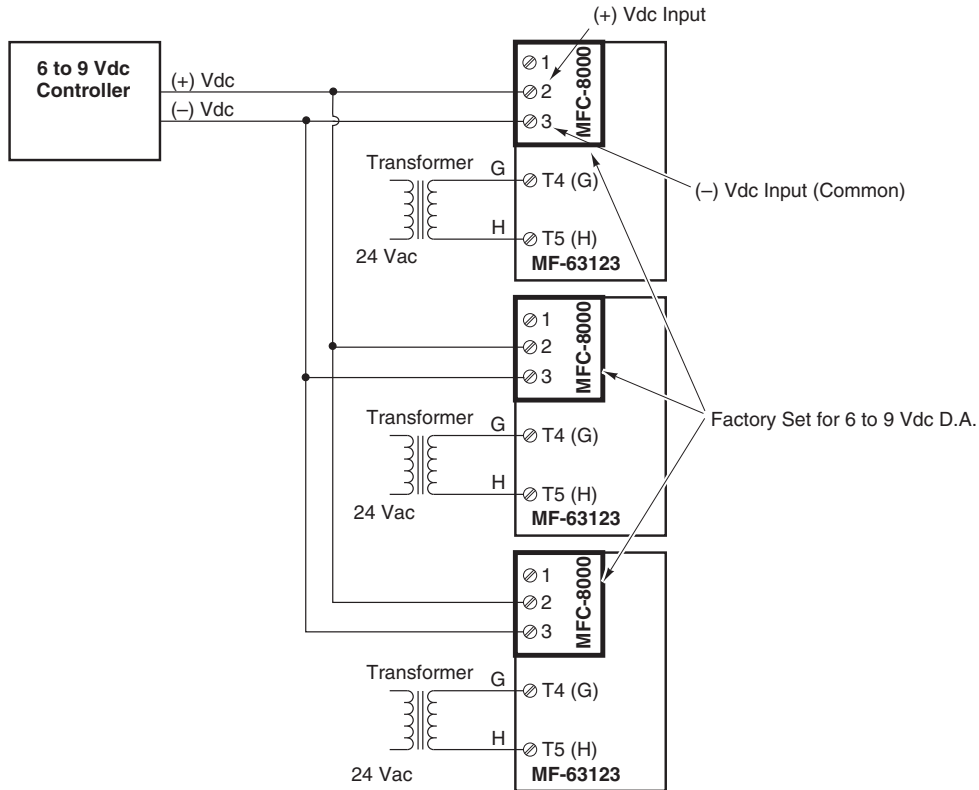 (+) Vdc Input
6 to 9 Vdc
Controller
(+) Vdc
(–) Vdc
1
2
3
MFC-8000
(–) Vdc Input (Common)
Transformer
G
T4 (G)
H
T5 (H)
24 Vac
MF-63123
1
2
3
MFC-8000
Factory Set for 6 to 9 Vdc D.A.
Transformer
G
T4 (G)
H
T5 (H)
24 Vac
MF-63123
1
2
3
MFC-8000
Transformer
G
T4 (G)
H
T5 (H)
24 Vac
MF-63123